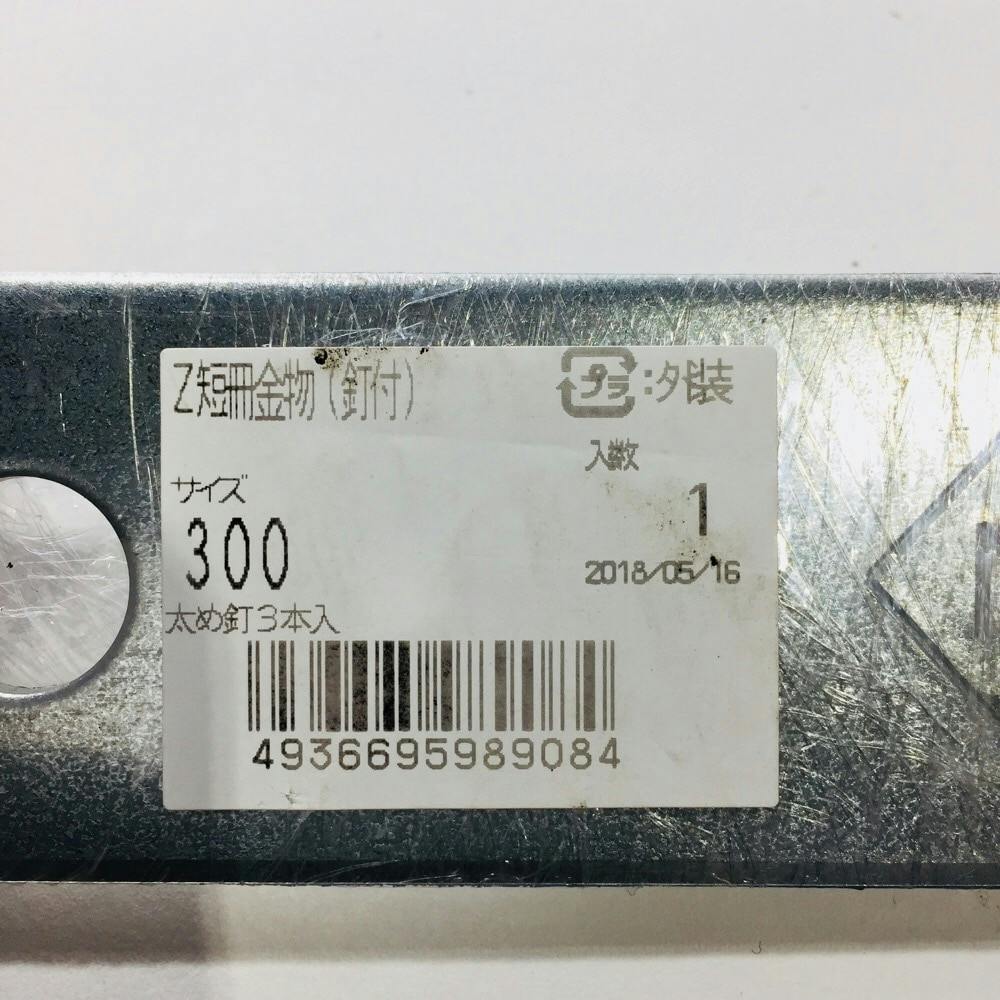 Z短冊金物(釘付)
プラ:外装
サイズ
入数
300
1
2018/05/16
太め釘3本入
4936695989084